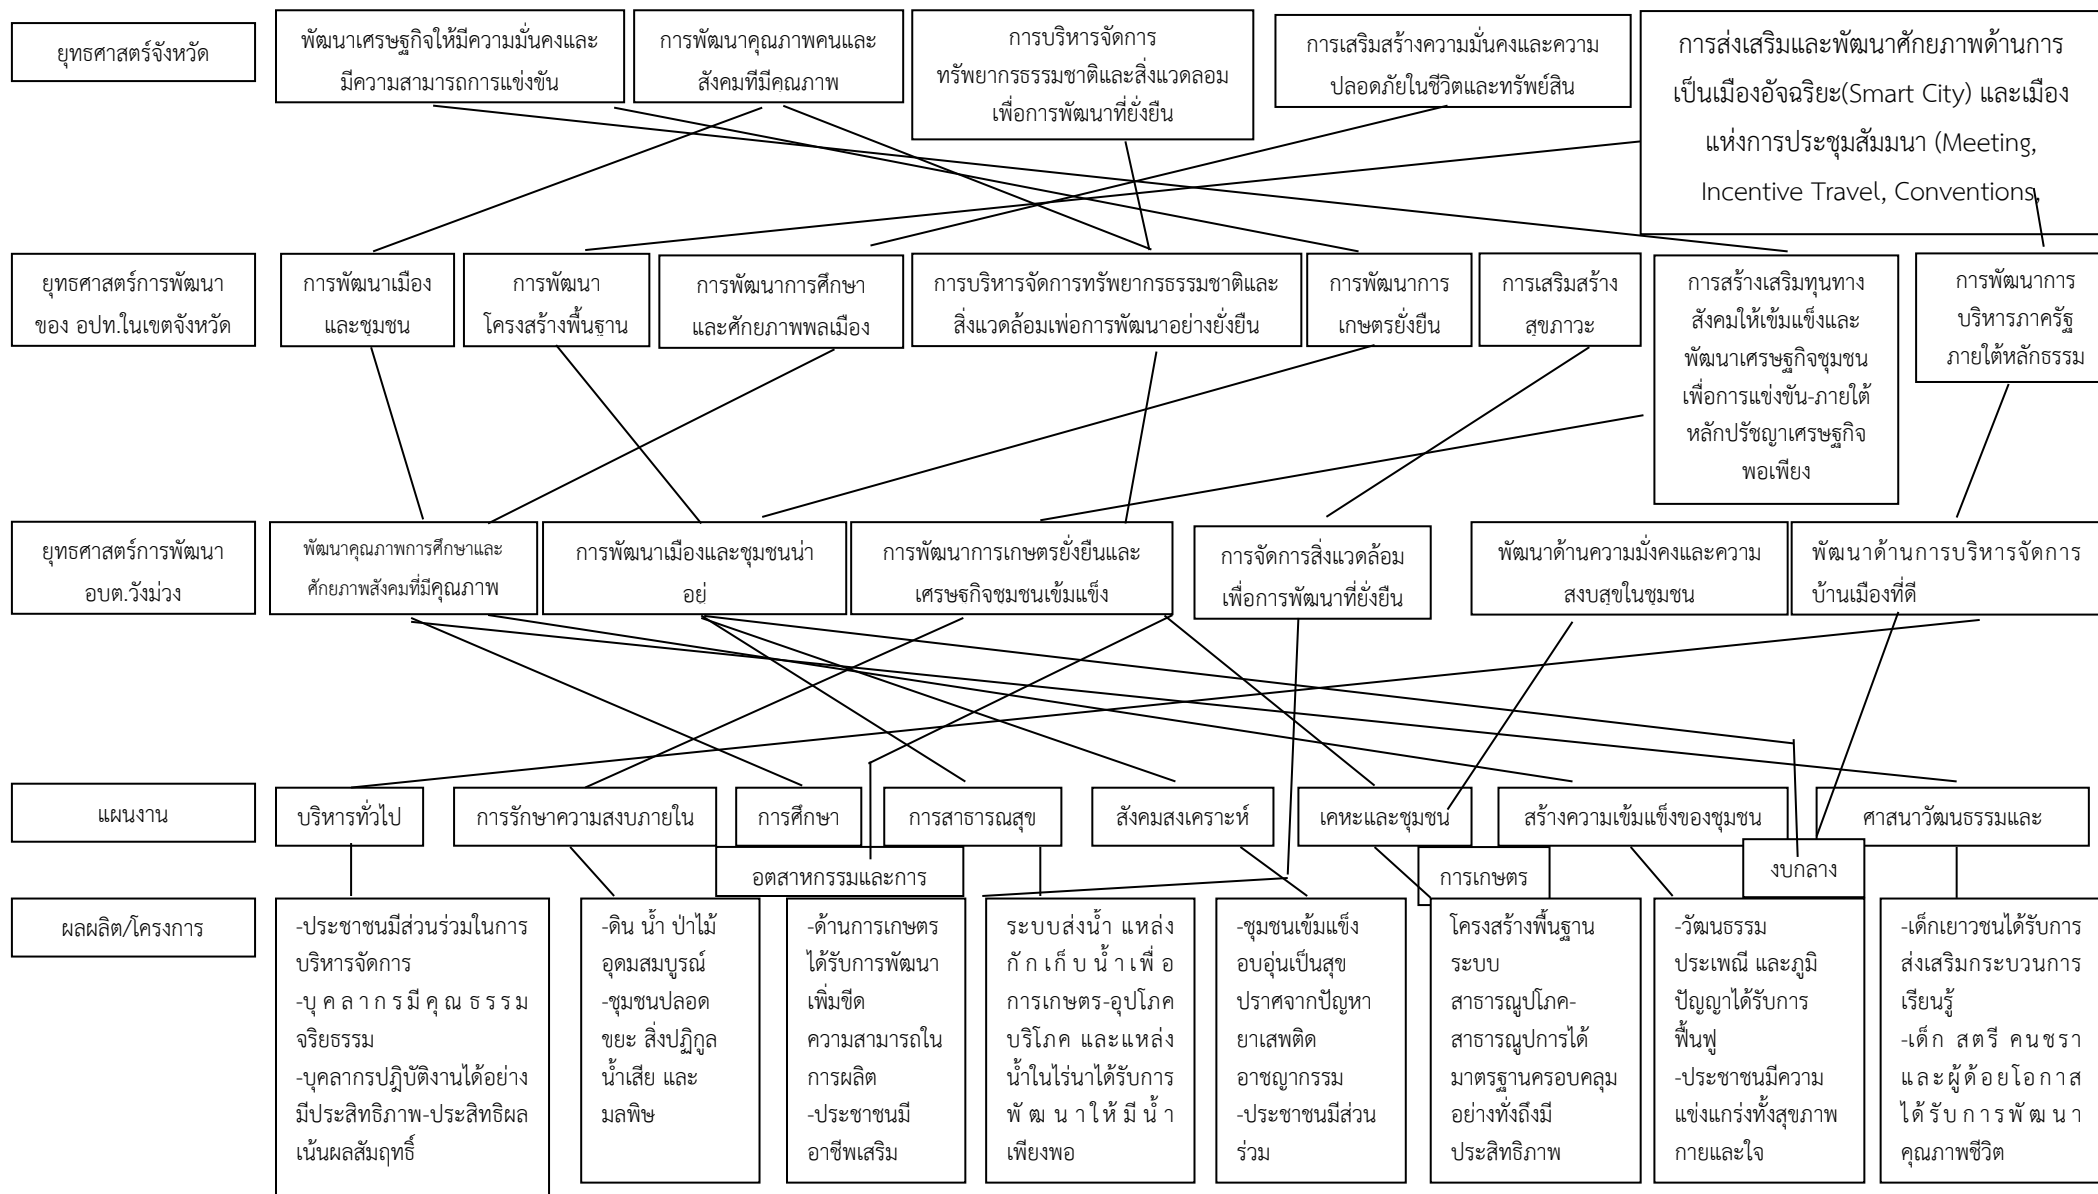 ยุทธศาสตร์จังหวัด
พัฒนาเศรษฐกิจให้มีความมั่นคงและ
มีความสามารถการแข่งขัน
การพัฒนาคุณภาพคนและ
สังคมที่มีคุณภาพ
การบริหารจัดการ
ทรัพยากรธรรมชาติและสิ่งแวดลอม
เพื่อการพัฒนาที่ยั่งยืน
การเสริมสร้างความมั่นคงและความ
ปลอดภัยในชีวิตและทรัพย์สิน
การส่งเสริมและพัฒนาศักยภาพด้านการ
เป็นเมืองอัจฉริยะ(Smart City) และเมือง
แห่งการประชุมสัมมนา (Meeting,
Incentive Travel, Conventions,
ยุทธศาสตร์การพัฒนา
ของ อปท.ในเขตจังหวัด
การพัฒนาเมือง
และชุมชน
การพัฒนา
โครงสร้างพื้นฐาน
การพัฒนาการศึกษา
และศักยภาพพลเมือง
การบริหารจัดการทรัพยากรธรรมชาติและ
สิ่งแวดล้อมเพ่อการพัฒนาอย่างยั่งยืน
การพัฒนาการ
เกษตรยั่งยืน
การเสริมสร้าง
สุขภาวะ
การสร้างเสริมทุนทาง
สังคมให้เข้มแข็งและ
พัฒนาเศรษฐกิจชุมชน
เพื่อการแข่งขัน-ภายใต้
หลักปรัชญาเศรษฐกิจ
พอเพียง
การพัฒนาการ
บริหารภาครัฐ
ภายใต้หลักธรรม
ยุทธศาสตร์การพัฒนา
อบต.วังม่วง
พัฒนาคุณภาพการศึกษาและ
ศักยภาพสังคมที่มีคุณภาพ
การพัฒนาเมืองและชุมชนน่า
อยู่
การพัฒนาการเกษตรยั่งยืนและ
เศรษฐกิจชุมชนเข้มแข็ง
การจัดการสิ่งแวดล้อม
เพื่อการพัฒนาที่ยั่งยืน
พัฒนาด้านความมั่งคงและความ
สงบสุขในชุมชน
พัฒนาด้านการบริหารจัดการ
บ้านเมืองที่ดี
แผนงาน
บริหารทั่วไป
การรักษาความสงบภายใน
การศึกษา
การสาธารณสุข
สังคมสงเคราะห์
เคหะและชุมชน
สร้างความเข้มแข็งของชุมชน
ศาสนาวัฒนธรรมและ
อุตสาหกรรมและการ
การเกษตร
งบกลาง
ผลผลิต/โครงการ
-ประชาชนมีส่วนร่วมในการ
บริหารจัดการ
-บุคลากรมีคุณธรรม
จริยธรรม
-บุคลากรปฎิบัติงานได้อย่าง
มีประสิทธิภาพ-ประสิทธิผล
เน้นผลสัมฤทธิ์
-ดิน น้ำ ป่าไม้
อุดมสมบูรณ์
-ชุมชนปลอด
ขยะ สิ่งปฏิกูล
น้ำเสีย และ
มลพิษ
-ด้านการเกษตร
ได้รับการพัฒนา
เพิ่มขีด
ความสามารถใน
การผลิต
-ประชาชนมี
อาชีพเสริม
ระบบส่งน้ำ แหล่ง
กักเก็บน้ำเพื่อ
การเกษตร-อุปโภค
บริโภค และแหล่ง
น้ำในไร่นาได้รับการ
พัฒนาให้มีน้ำ
เพียงพอ
-ชุมชนเข้มแข็ง
อบอุ่นเป็นสุข
ปราศจากปัญหา
ยาเสพติด
อาชญากรรม
-ประชาชนมีส่วน
ร่วม
โครงสร้างพื้นฐาน
ระบบ
สาธารณูปโภค-
สาธารณูปการได้
มาตรฐานครอบคลุม
อย่างทั่งถึงมี
ประสิทธิภาพ
-วัฒนธรรม
ประเพณี และภูมิ
ปัญญาได้รับการ
ฟื้นฟู
-ประชาชนมีความ
แข่งแกร่งทั้งสุขภาพ
กายและใจ
-เด็กเยาวชนได้รับการ
ส่งเสริมกระบวนการ
เรียนรู้
-เด็ก สตรี คนชรา
และผู้ด้อยโอกาส
ได้รับการพัฒนา
คุณภาพชีวิต